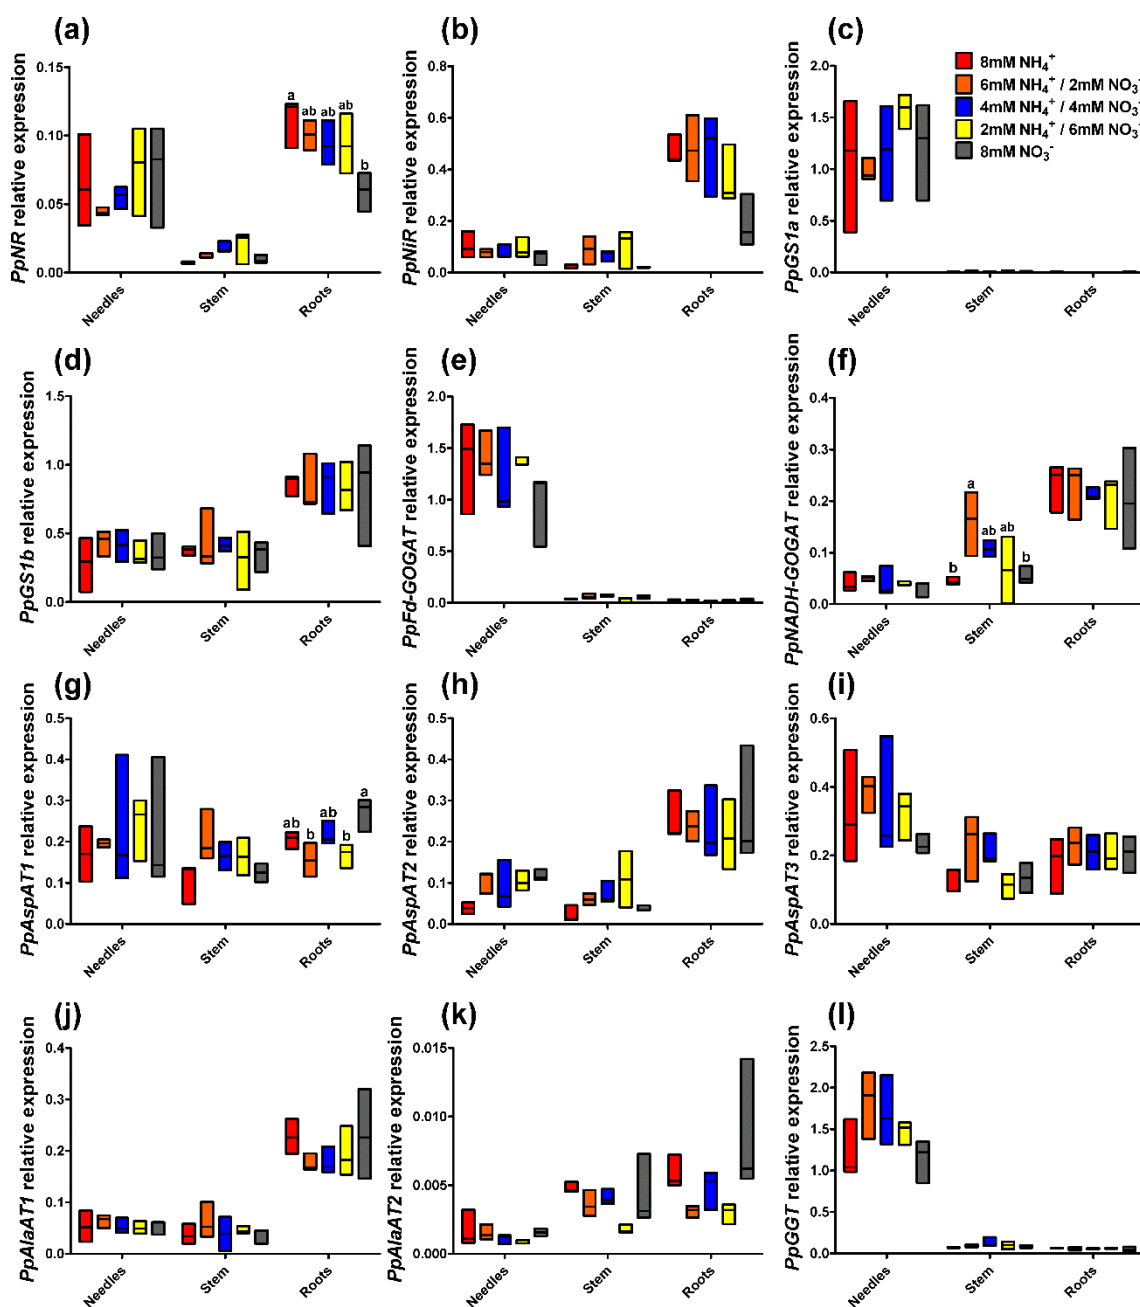 (a)
PpNR relative expression
0.15
0.10
0.05
0.00
a
ab
ab
ab
b
Needles
Stem
Roots
(b)
PpNiR relative expression
0.8
0.6
0.4
0.2
0.0
Needles
Stem
Roots
(c)
PpGS1a relative expression
2.0
1.5
1.0
0.5
0.0
8mM NH₄⁺
6mM NH₄⁺ / 2mM NO₃⁻
4mM NH₄⁺ / 4mM NO₃⁻
2mM NH₄⁺ / 6mM NO₃⁻
8mM NO₃⁻
Needles
Stem
Roots
(d)
PpGS1b relative expression
1.5
1.0
0.5
0.0
Needles
Stem
Roots
(e)
PpFd-GOGAT relative expression
2.0
1.5
1.0
0.5
0.0
Needles
Stem
Roots
(f)
PpNADH-GOGAT relative expression
0.4
0.3
0.2
0.1
0.0
b
a
ab
ab
b
Needles
Stem
Roots
(g)
PpAspAT1 relative expression
0.5
0.4
0.3
0.2
0.1
0.0
ab
b
ab
b
a
Needles
Stem
Roots
(h)
PpAspAT2 relative expression
0.5
0.4
0.3
0.2
0.1
0.0
Needles
Stem
Roots
(i)
PpAspAT3 relative expression
0.6
0.4
0.2
0.0
Needles
Stem
Roots
(j)
PpAlaAT1 relative expression
0.4
0.3
0.2
0.1
0.0
Needles
Stem
Roots
(k)
PpAlaAT2 relative expression
0.015
0.010
0.005
0.000
Needles
Stem
Roots
(l)
PpGGT relative expression
2.5
2.0
1.5
1.0
0.5
0.0
Needles
Stem
Roots